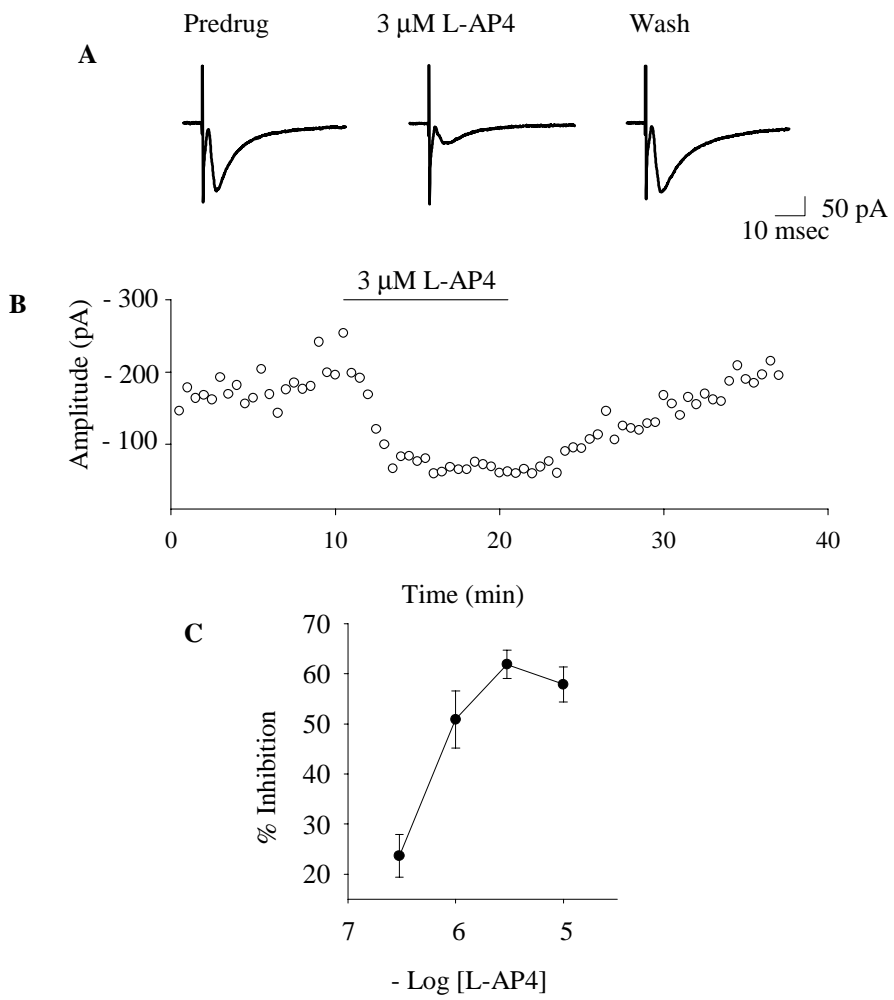 Predrug 3 μM L-AP4 Wash
A
50 pA
10 msec
B
3 μM L-AP4
Amplitude (pA)
- 300
- 200
- 100
0 10 20 30 40
Time (min)
C
% Inhibition
70
60
50
40
30
20
7 6 5
- Log [L-AP4]